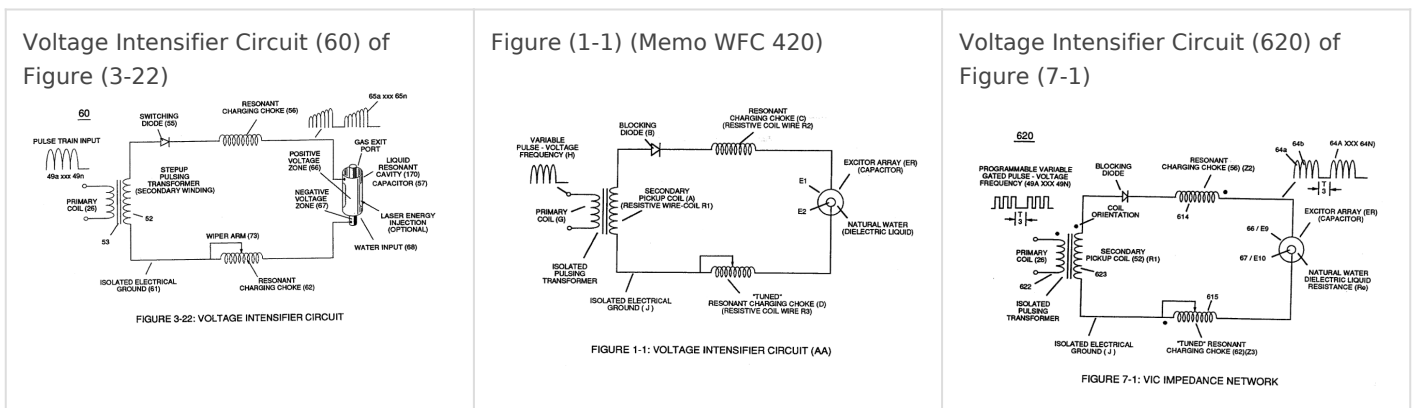 Voltage Intensifier Circuit (60) of
Figure (3-22)
60
PULSE TRAIN INPUT
49a xxx 49n
PRIMARY
COIL (26)
53
52
STEPUP
PULSING
TRANSFORMER
(SECONDARY WINDING)
SWITCHING
DIODE (55)
RESONANT
CHARGING CHOKE (56)
65a xxx 65n
GAS EXIT
PORT
POSITIVE
VOLTAGE
ZONE (66)
NEGATIVE
VOLTAGE
ZONE (67)
LIQUID
RESONANT
CAVITY (170)
CAPACITOR (57)
LASER ENERGY
INJECTION
(OPTIONAL)
WATER INPUT (68)
WIPER ARM (73)
ISOLATED ELECTRICAL
GROUND (61)
RESONANT
CHARGING CHOKE (62)
FIGURE 3-22: VOLTAGE INTENSIFIER CIRCUIT
Figure (1-1) (Memo WFC 420)
VARIABLE
PULSE - VOLTAGE
FREQUENCY (H)
BLOCKING
DIODE (B)
RESONANT
CHARGING CHOKE (C)
(RESISTIVE COIL WIRE R2)
PRIMARY
COIL (G)
SECONDARY
PICKUP COIL (A)
(RESISTIVE WIRE-COIL R1)
EXCITOR ARRAY (ER)
(CAPACITOR)
E1
E2
NATURAL WATER
(DIELECTRIC LIQUID)
ISOLATED
PULSING
TRANSFORMER
ISOLATED ELECTRICAL
GROUND ( J )
"TUNED"
RESONANT CHARGING CHOKE (D)
(RESISTIVE COIL WIRE R3)
FIGURE 1-1: VOLTAGE INTENSIFIER CIRCUIT (AA)
Voltage Intensifier Circuit (620) of
Figure (7-1)
620
PROGRAMMABLE VARIABLE
GATED PULSE - VOLTAGE
FREQUENCY (49A XXX 49N)
T
3
BLOCKING
DIODE
RESONANT
CHARGING CHOKE (56) (Z2)
614
64a
64b
64A XXX 64N)
T
3
COIL
ORIENTATION
EXCITOR ARRAY (ER)
(CAPACITOR)
66 / E9
67 / E10
PRIMARY
COIL (26)
622
SECONDARY
PICKUP COIL (52) (R1)
623
NATURAL WATER
DIELECTRIC LIQUID
RESISTANCE (Re)
ISOLATED
PULSING
TRANSFORMER
615
ISOLATED ELECTRICAL
GROUND ( J )
"TUNED" RESONANT
CHARGING CHOKE (62)(Z3)
FIGURE 7-1: VIC IMPEDANCE NETWORK